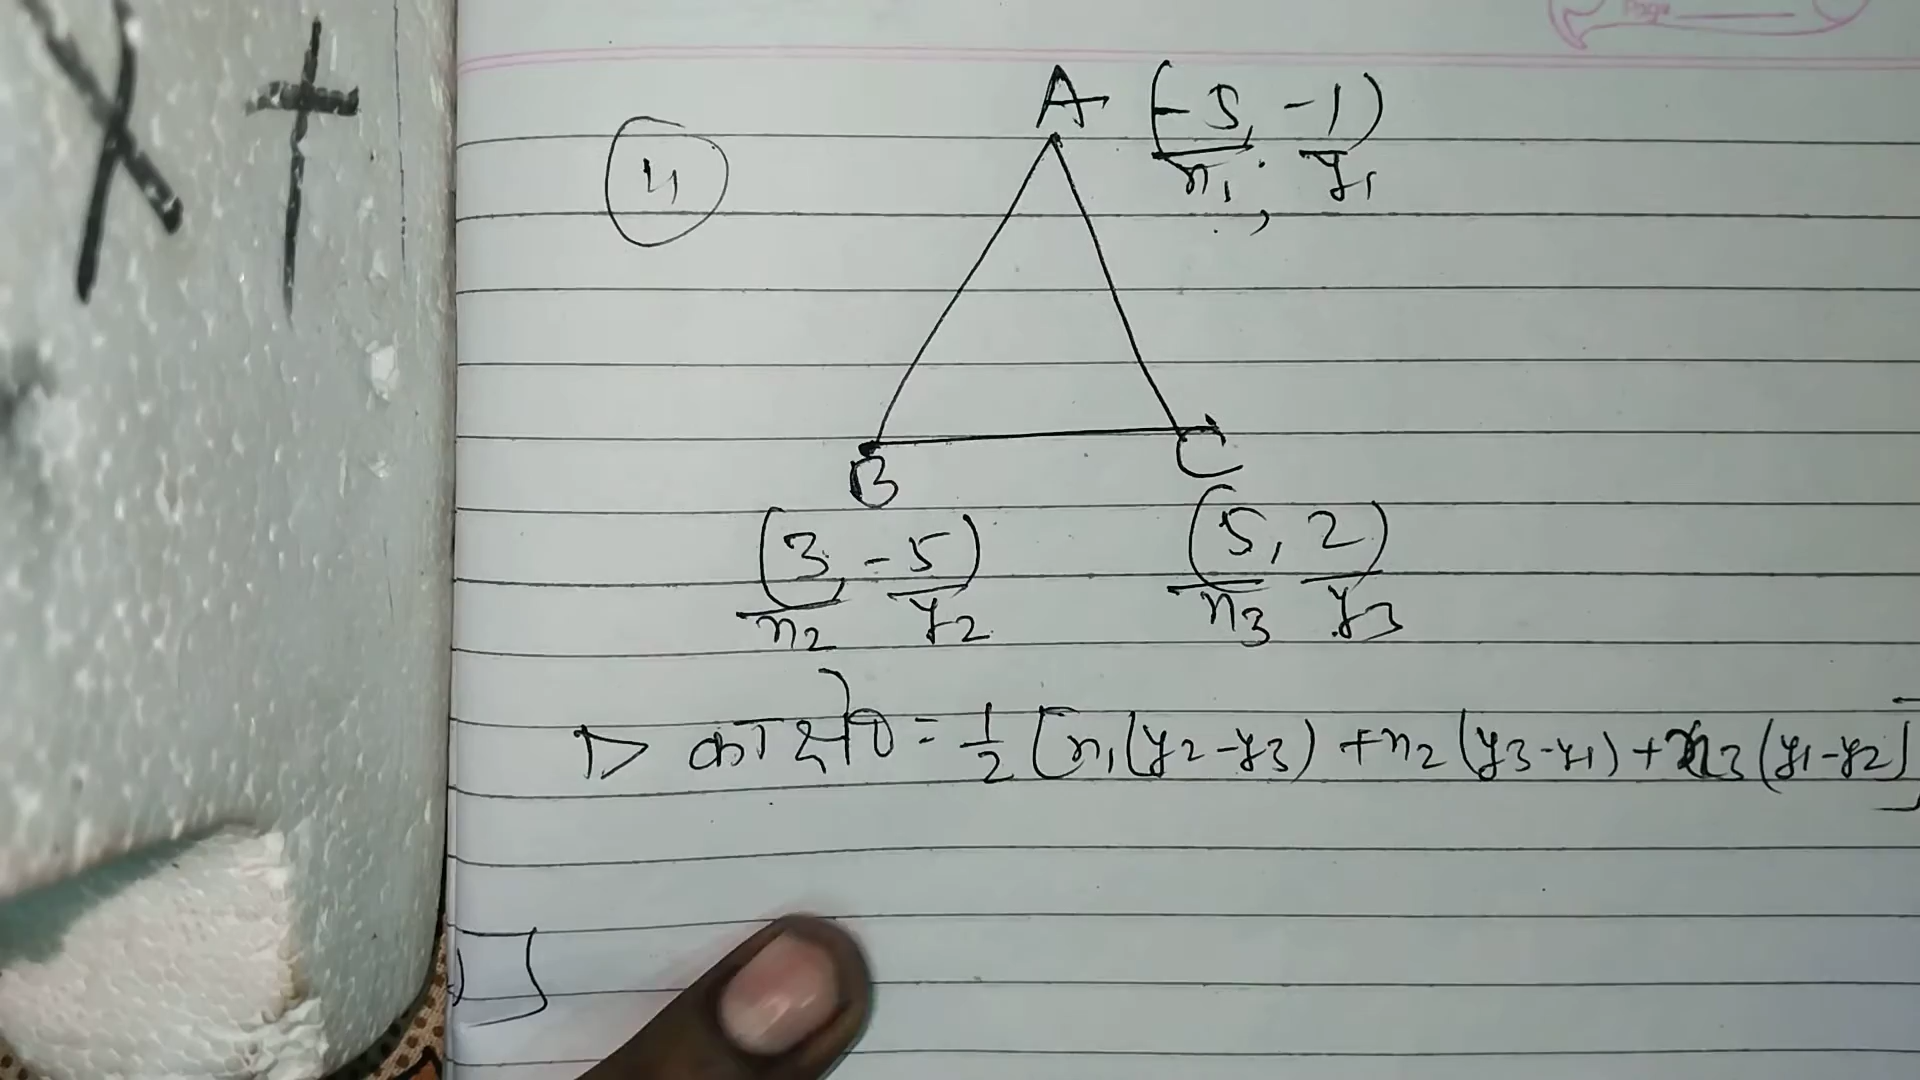 Page
A (-5, -1)
x₁, y₁
4
B C
(3, -5) (5, 2)
x₂ y₂ x₃ y₃
▷ का क्षे० = 1/2 [x₁(y₂-y₃) + x₂(y₃-y₁) + x₃(y₁-y₂)]